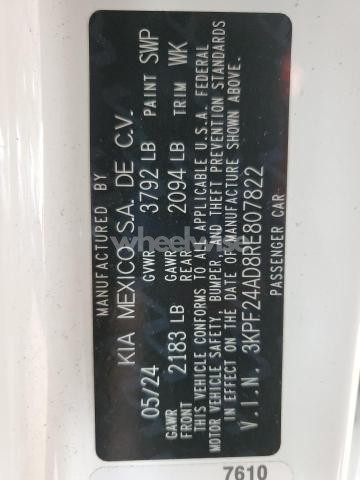 MANUFACTURED BY
KIA MEXICO S.A. DE C.V.
05/24 GVWR 3792 LB PAINT SWP
GAWR FRONT 2183 LB GAWR REAR 2094 LB TRIM WK
THIS VEHICLE CONFORMS TO ALL APPLICABLE U.S.A. FEDERAL
MOTOR VEHICLE SAFETY, BUMPER, AND THEFT PREVENTION STANDARDS
IN EFFECT ON THE DATE OF MANUFACTURE SHOWN ABOVE.
V.I.N. 3KPF24AD8RE807822
PASSENGER CAR
7610
wheelwise